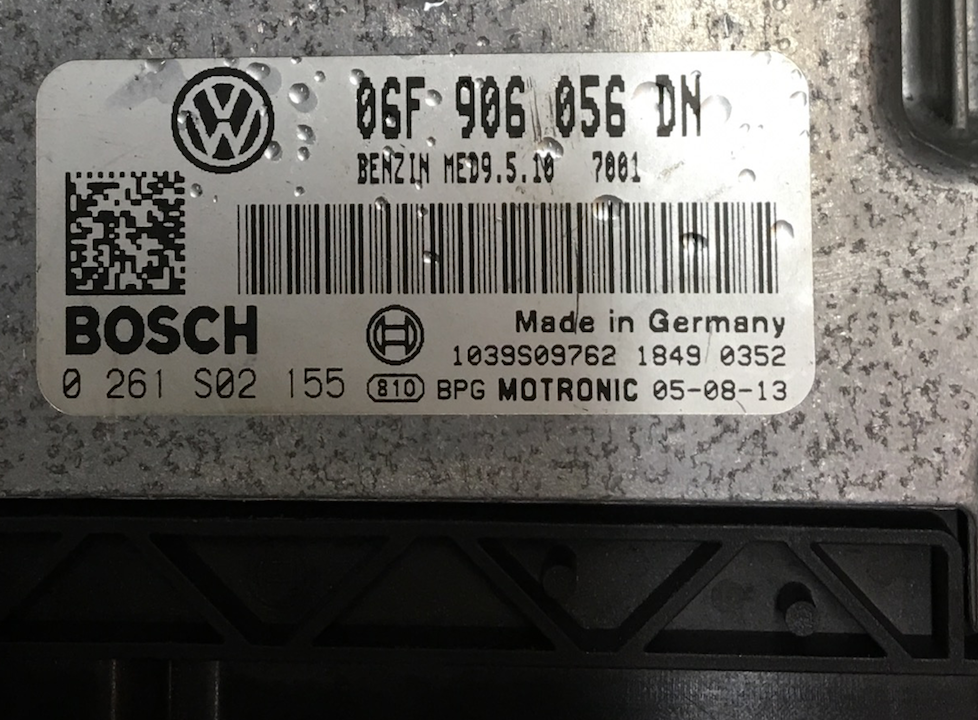 06F 906 056 DN
BENZIN MED9.5.10 7001
BOSCH
Made in Germany
1039S09762 1849 0352
0 261 S02 155 810 BPG MOTRONIC 05-08-13